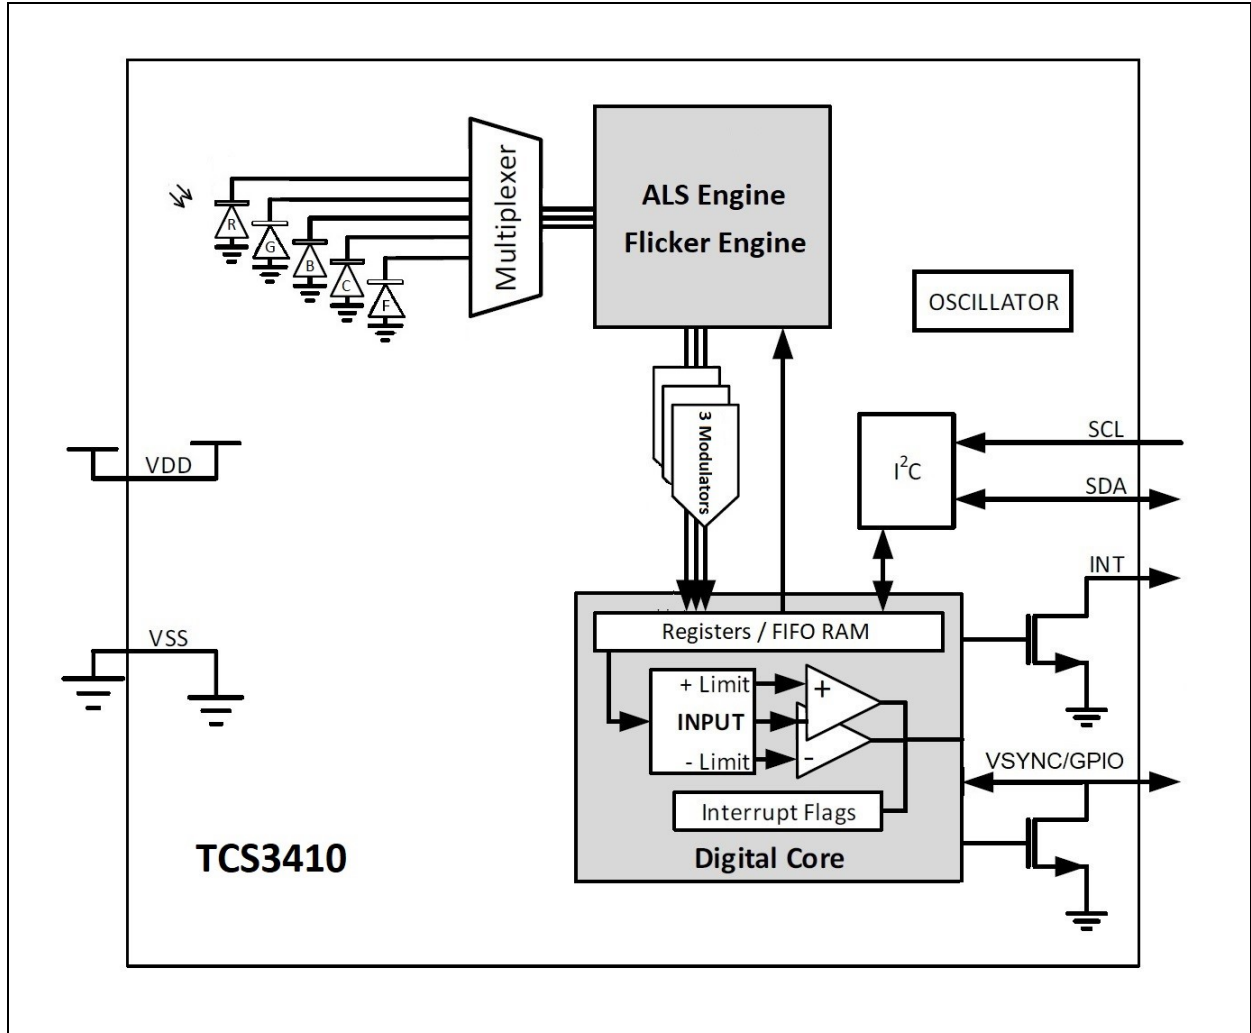 Multiplexer
ALS Engine
Flicker Engine
R
G
B
C
F
OSCILLATOR
3 Modulators
SCL
I²C
SDA
VDD
INT
VSS
Registers / FIFO RAM
+ Limit
+
INPUT
- Limit
-
VSYNC/GPIO
Interrupt Flags
Digital Core
TCS3410